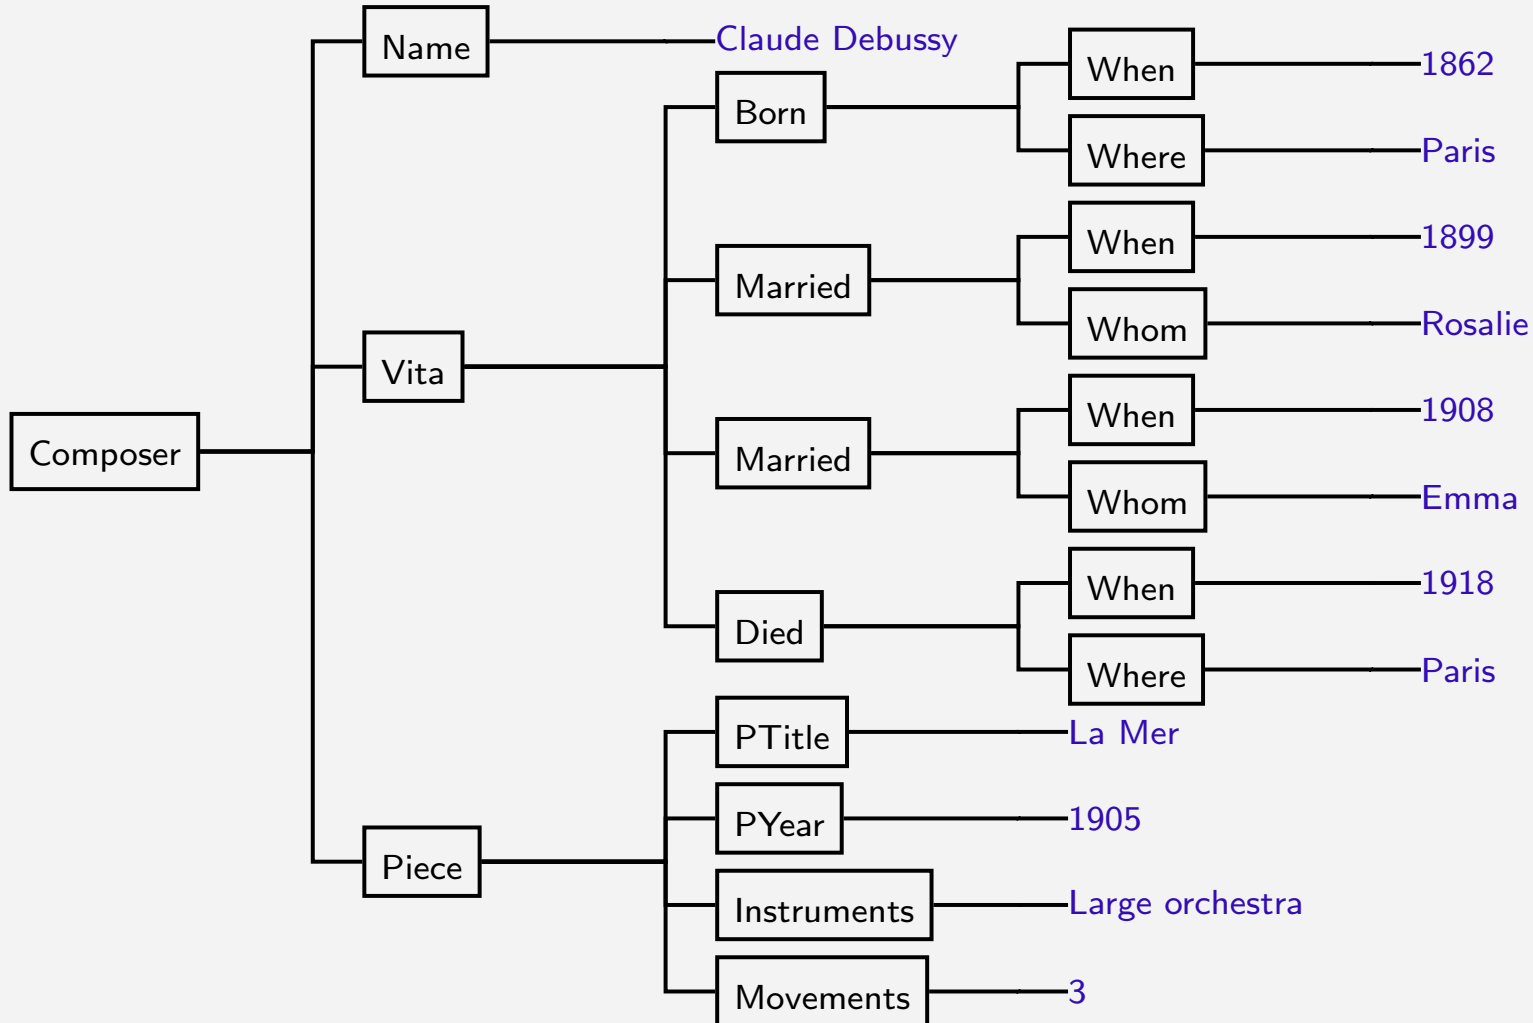 Name
Claude Debussy
When
1862
Born
Where
Paris
When
1899
Married
Whom
Rosalie
Vita
When
1908
Composer
Married
Whom
Emma
When
1918
Died
Where
Paris
PTitle
La Mer
PYear
1905
Piece
Instruments
Large orchestra
Movements
3